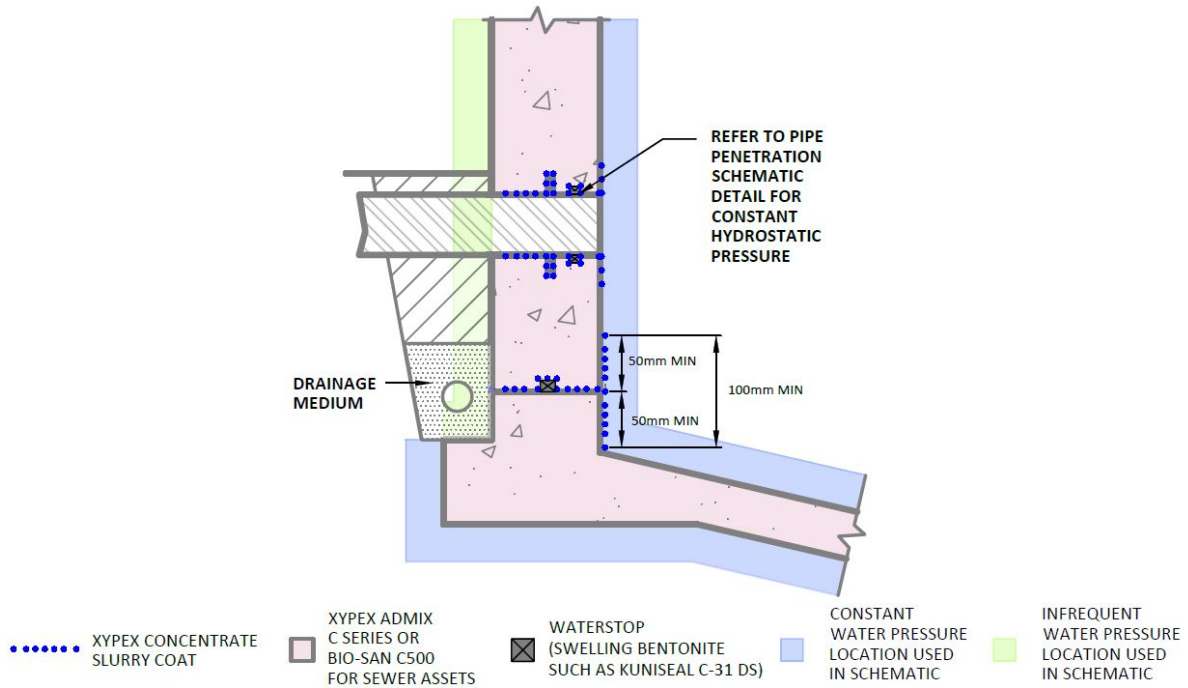 REFER TO PIPE
PENETRATION
SCHEMATIC
DETAIL FOR
CONSTANT
HYDROSTATIC
PRESSURE
50mm MIN
100mm MIN
50mm MIN
DRAINAGE
MEDIUM
XYPEX CONCENTRATE
SLURRY COAT
XYPEX ADMIX
C SERIES OR
BIO-SAN C500
FOR SEWER ASSETS
WATERSTOP
(SWELLING BENTONITE
SUCH AS KUNISEAL C-31 DS)
CONSTANT
WATER PRESSURE
LOCATION USED
IN SCHEMATIC
INFREQUENT
WATER PRESSURE
LOCATION USED
IN SCHEMATIC